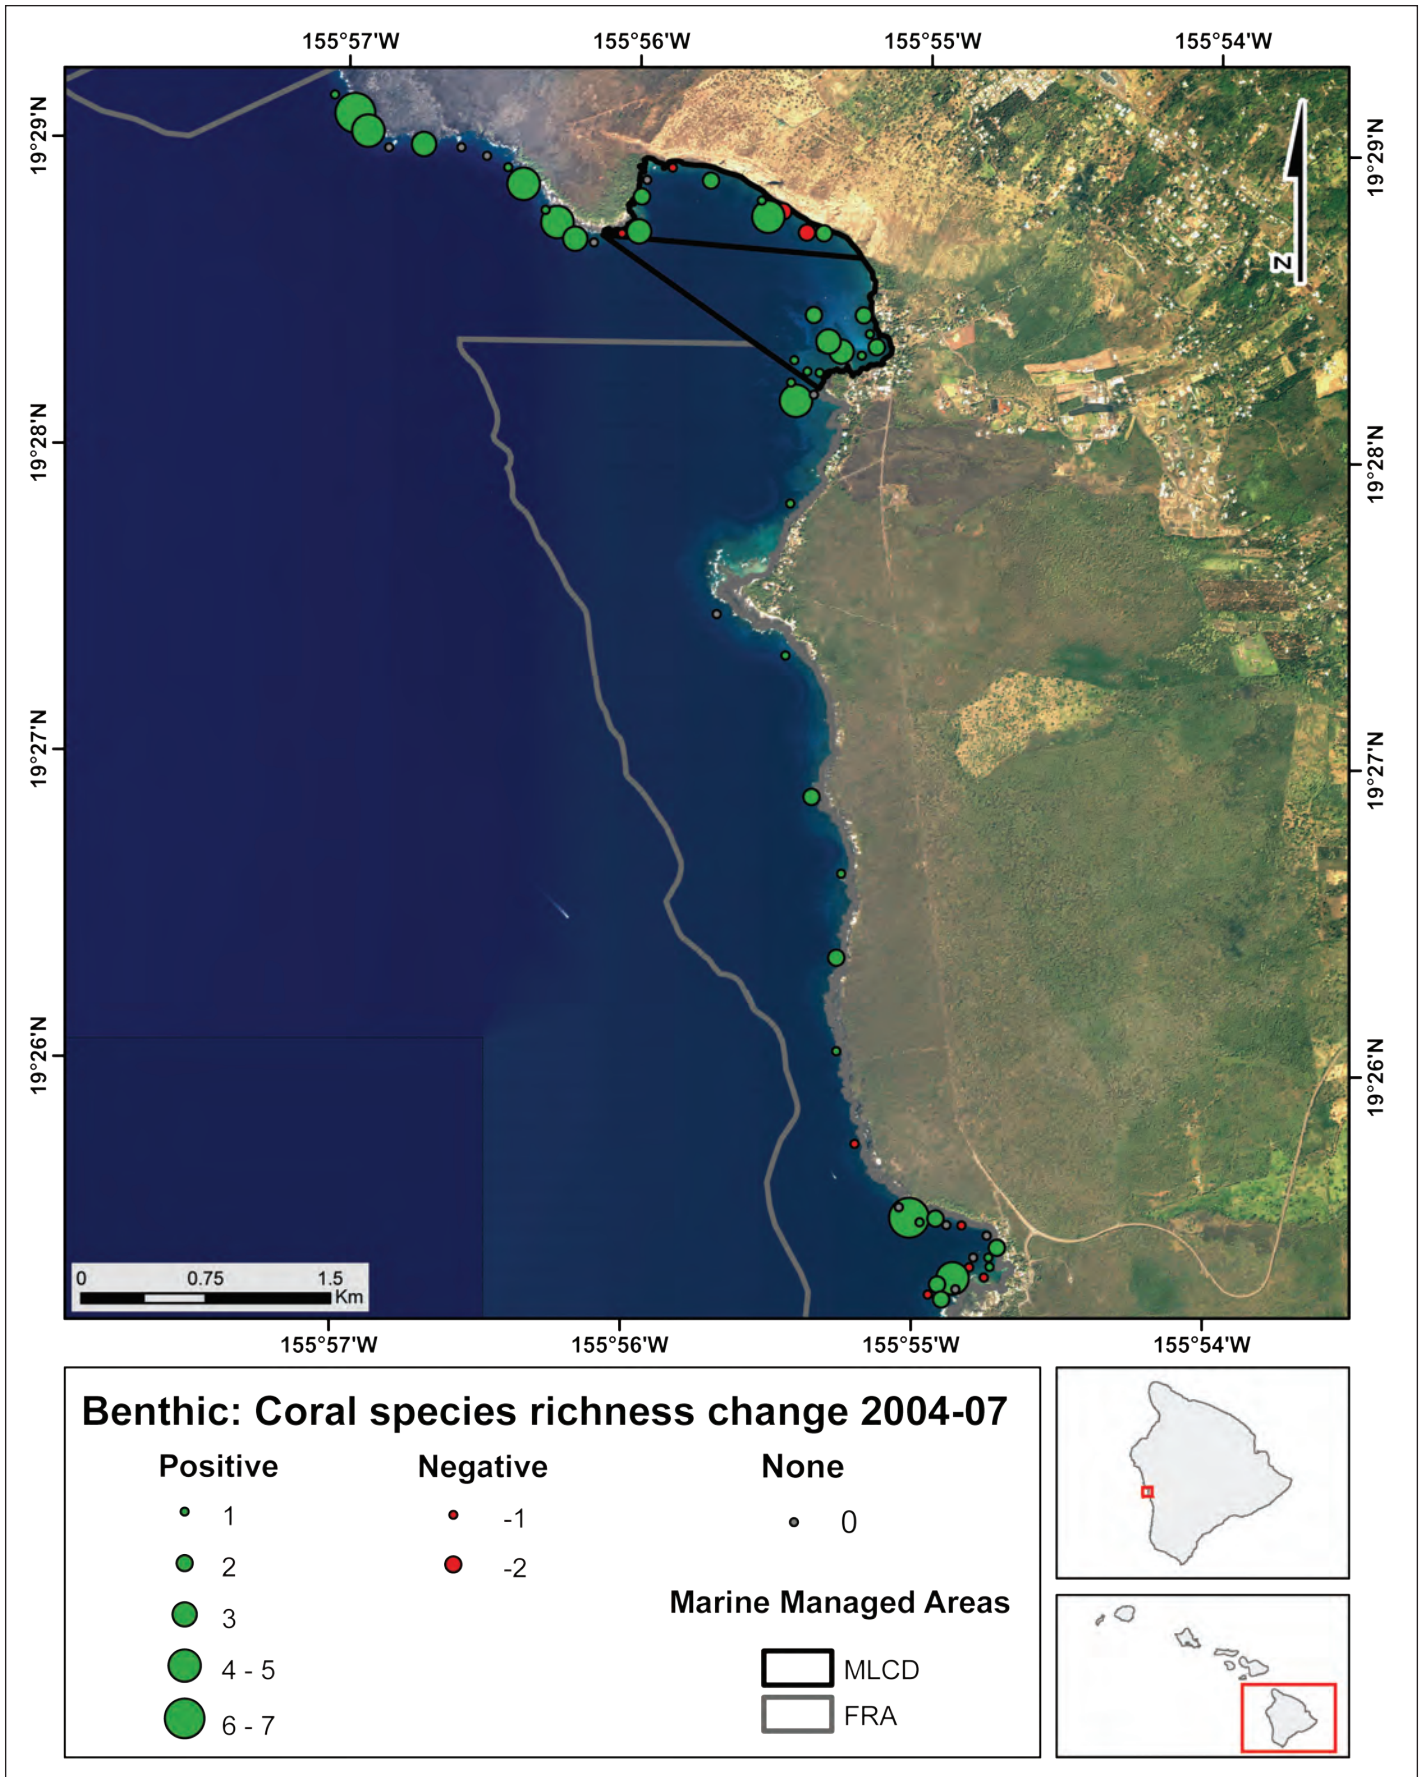 155°57'W 155°56'W 155°55'W 155°54'W
19°29'N
19°29'N
N
19°28'N
19°28'N
19°27'N
19°27'N
19°26'N
19°26'N
0 0.75 1.5
Km
155°57'W 155°56'W 155°55'W 155°54'W
Benthic: Coral species richness change 2004-07
Positive
1
2
3
4 - 5
6 - 7
Negative
-1
-2
None
0
Marine Managed Areas
MLCD
FRA